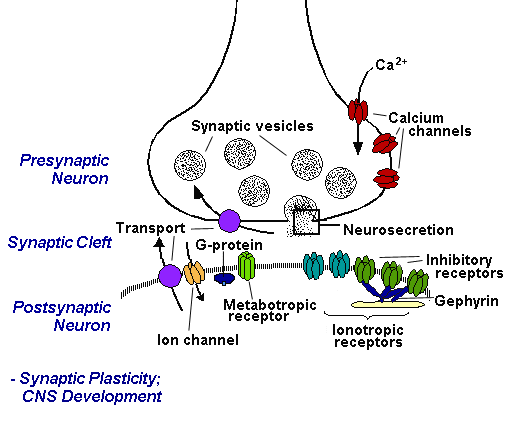 Ca2+
Calcium
channels
Synaptic vesicles
Presynaptic
Neuron
Transport
Neurosecretion
Synaptic Cleft
G-protein
Inhibitory
receptors
Metabotropic
receptor
Gephyrin
Postsynaptic
Neuron
Ion channel
Ionotropic
receptors
- Synaptic Plasticity;
CNS Development